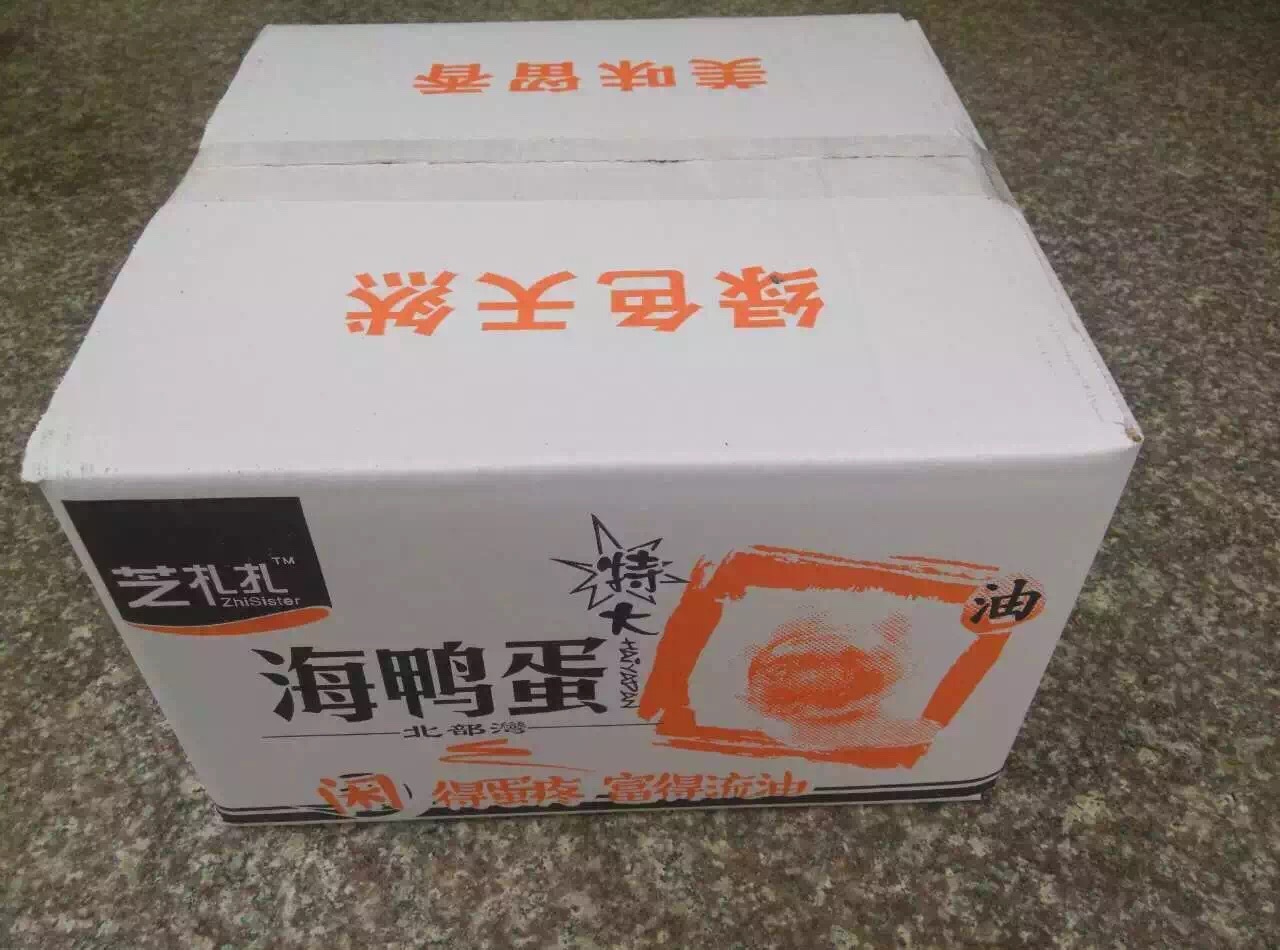 美味留香
绿色天然
芝札扎™
ZhiSister
特大
海鸭蛋
HAIYADAN
北部湾
油
闲得蛋疼 富得流油